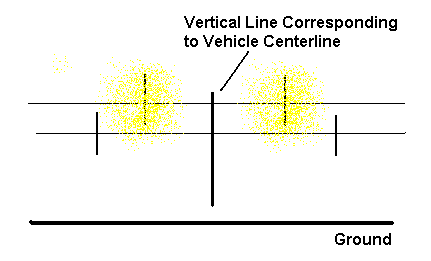 Vertical Line Corresponding
to Vehicle Centerline
Ground